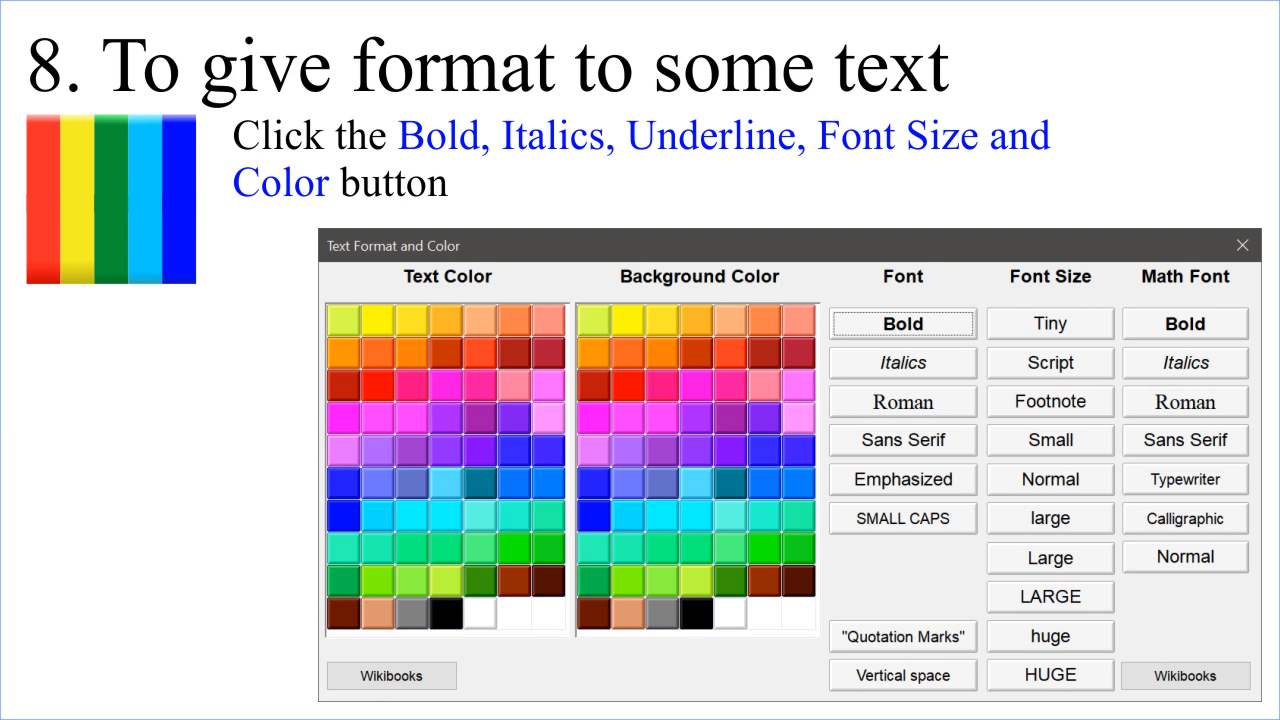 8. To give format to some text
Click the Bold, Italics, Underline, Font Size and
Color button
Text Format and Color
Text Color
Background Color
Font
Font Size
Math Font
Bold
Tiny
Bold
Italics
Script
Italics
Roman
Footnote
Roman
Sans Serif
Small
Sans Serif
Emphasized
Normal
Typewriter
SMALL CAPS
large
Calligraphic
Large
Normal
LARGE
"Quotation Marks"
huge
Wikibooks
Vertical space
HUGE
Wikibooks